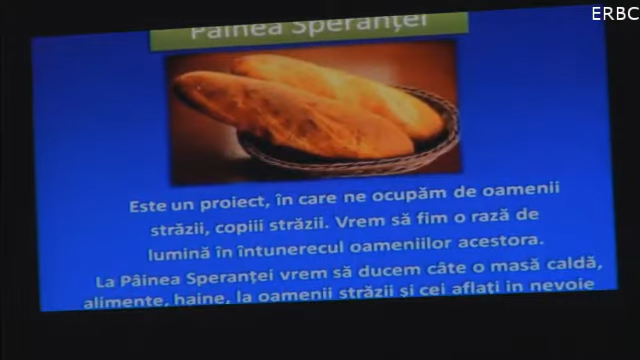 ERBC
Pâinea Speranței
Este un proiect, în care ne ocupăm de oamenii
străzii, copiii străzii. Vrem să fim o rază de
lumină în întunerecul oameniilor acestora.
La Pâinea Speranței vrem să ducem câte o masă caldă,
alimente, haine, la oamenii străzii și cei aflați in nevoie